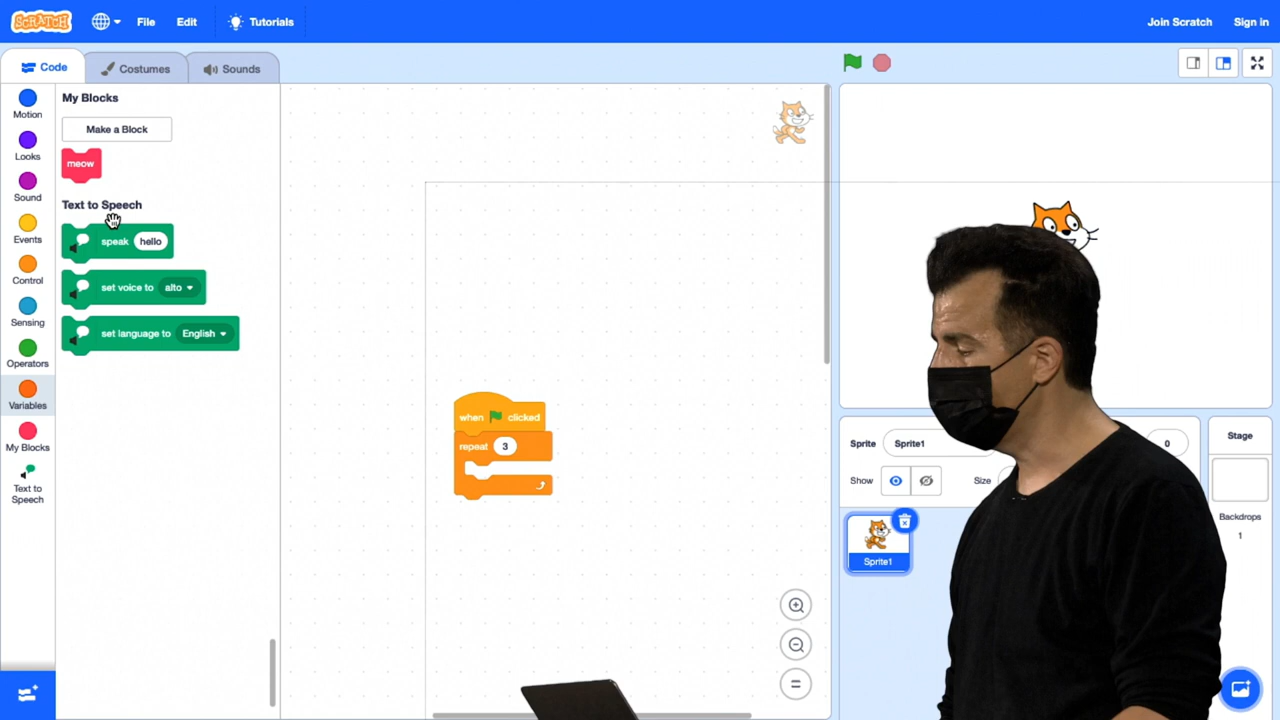 SCRATCH File Edit Tutorials Join Scratch Sign in
Code Costumes Sounds
Motion
Looks
Sound
Events
Control
Sensing
Operators
Variables
My Blocks
Text to
Speech
My Blocks
Make a Block
meow
Text to Speech
speak hello
set voice to alto
set language to English
when clicked
repeat 3
Sprite Sprite1 0
Show Size
Sprite1
Stage
Backdrops
1